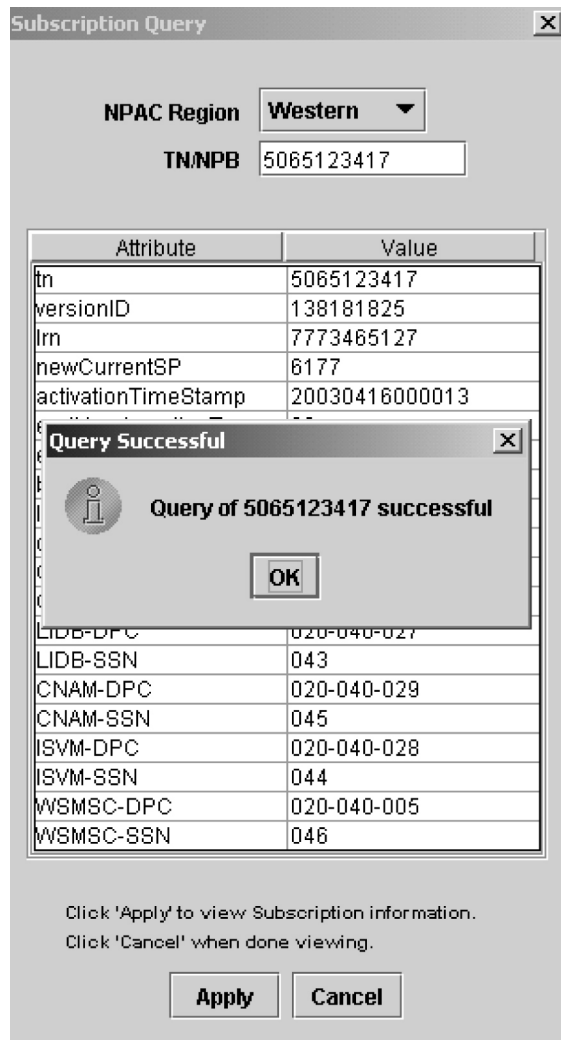 Subscription Query
NPAC Region Western
TN/NPB 5065123417
Attribute Value
tn 5065123417
versionID 138181825
lrn 7773465127
newCurrentSP 6177
activationTimeStamp 20030416000013
Query Successful
Query of 5065123417 successful
OK
LIDB-DPC 020-040-027
LIDB-SSN 043
CNAM-DPC 020-040-029
CNAM-SSN 045
ISVM-DPC 020-040-028
ISVM-SSN 044
WSMSC-DPC 020-040-005
WSMSC-SSN 046
Click 'Apply' to view Subscription information.
Click 'Cancel' when done viewing.
Apply Cancel